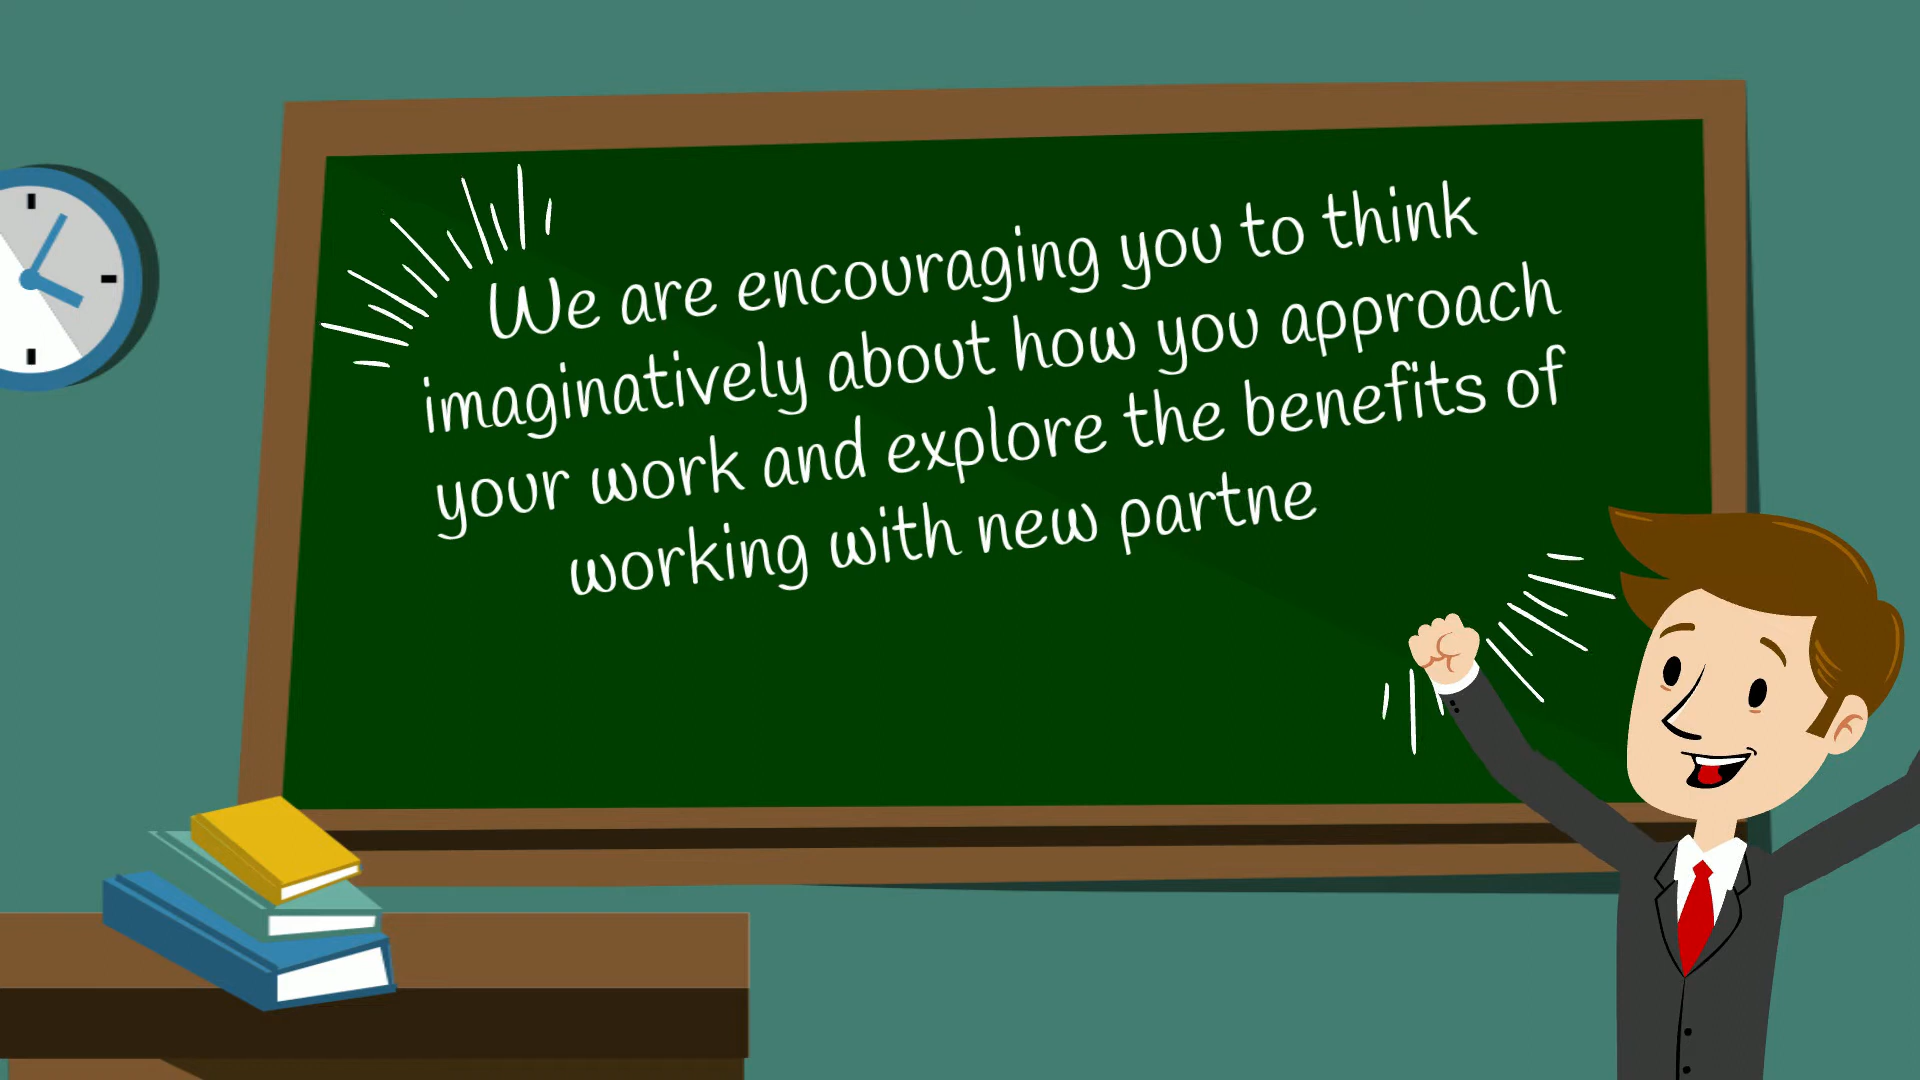 We are encouraging you to think
imaginatively about how you approach
your work and explore the benefits of
working with new partne